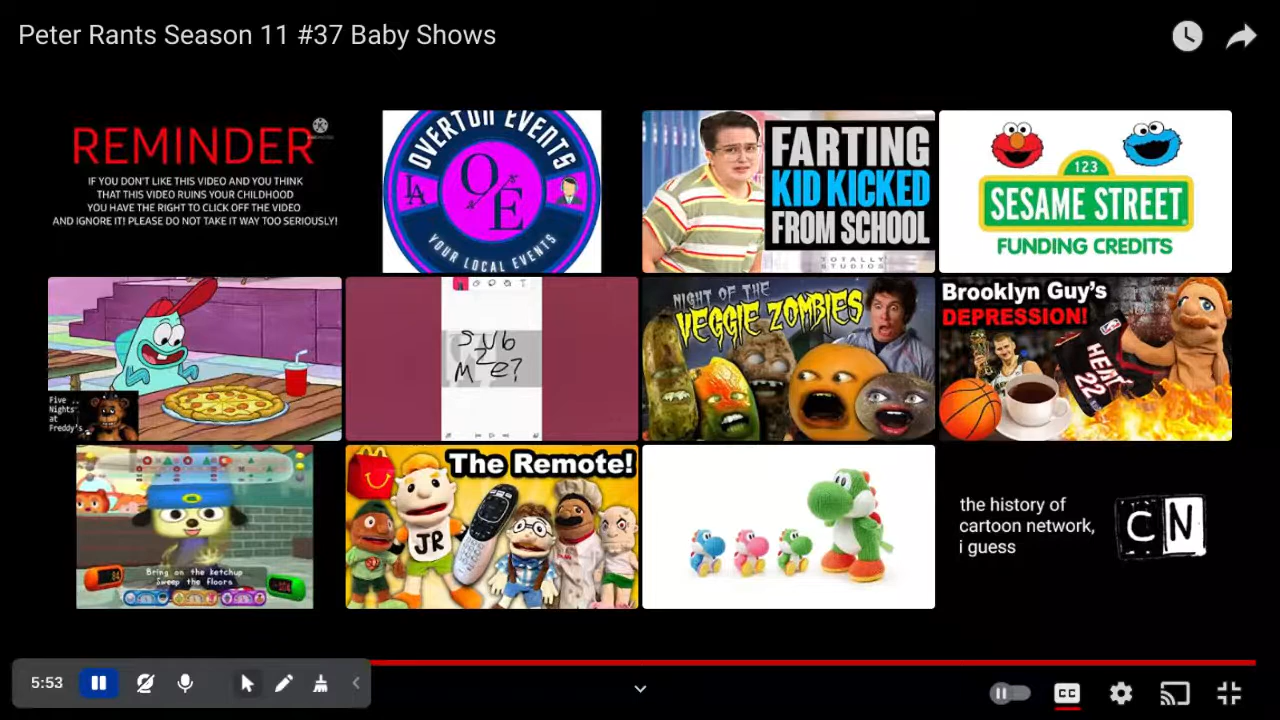 Peter Rants Season 11 #37 Baby Shows
REMINDER
IF YOU DON'T LIKE THIS VIDEO AND YOU THINK
THAT THIS VIDEO RUINS YOUR CHILDHOOD
YOU HAVE THE RIGHT TO CLICK OFF THE VIDEO
AND IGNORE IT! PLEASE DO NOT TAKE IT WAY TOO SERIOUSLY!
OVERTON EVENTS
LA
O/E
YOUR LOCAL EVENTS
FARTING
KID KICKED
FROM SCHOOL
TOTALLY
STUDIOS
123
SESAME STREET
FUNDING CREDITS
Five
Nights
at
Freddy's
SUb
2
Me?
NIGHT OF THE
VEGGIE ZOMBIES
Brooklyn Guy's
DEPRESSION!
HEAT
22
Bring on the ketchup
Sweep the floors
The Remote!
JR
the history of
cartoon network,
i guess
CN
5:53
CC